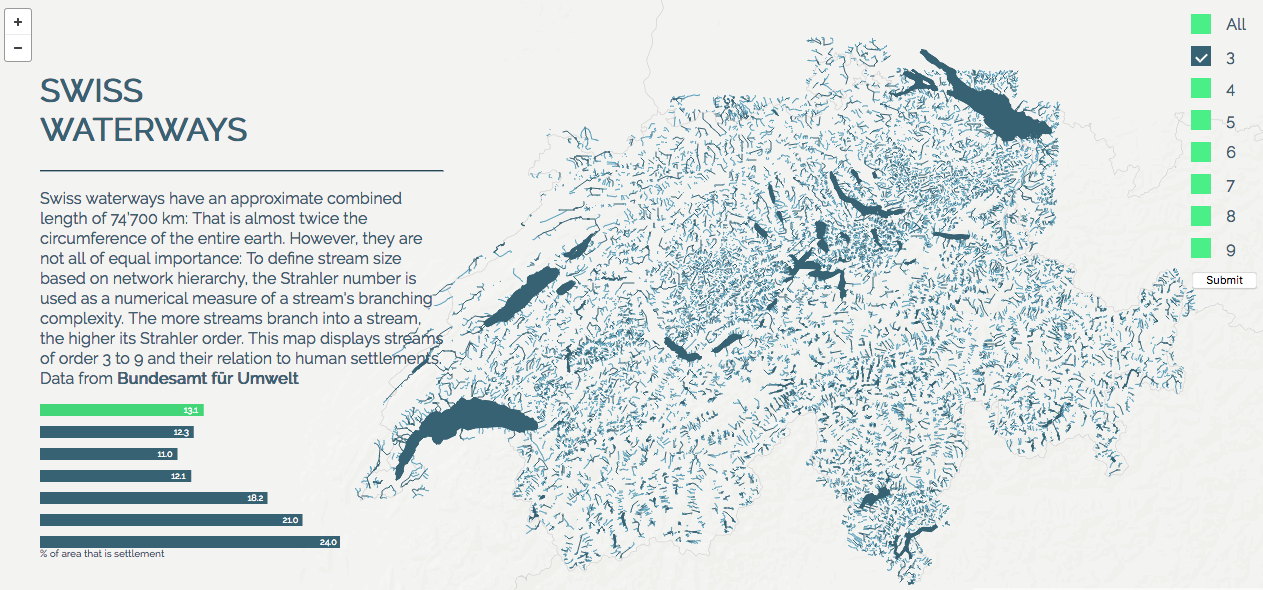 +
−
SWISS
WATERWAYS
Swiss waterways have an approximate combined
length of 74'700 km: That is almost twice the
circumference of the entire earth. However, they are
not all of equal importance: To define stream size
based on network hierarchy, the Strahler number is
used as a numerical measure of a stream's branching
complexity. The more streams branch into a stream,
the higher its Strahler order. This map displays streams
of order 3 to 9 and their relation to human settlements.
Data from Bundesamt für Umwelt
13.1
12.3
11.0
12.1
18.2
21.0
24.0
% of area that is settlement
All
3
4
5
6
7
8
9
Submit